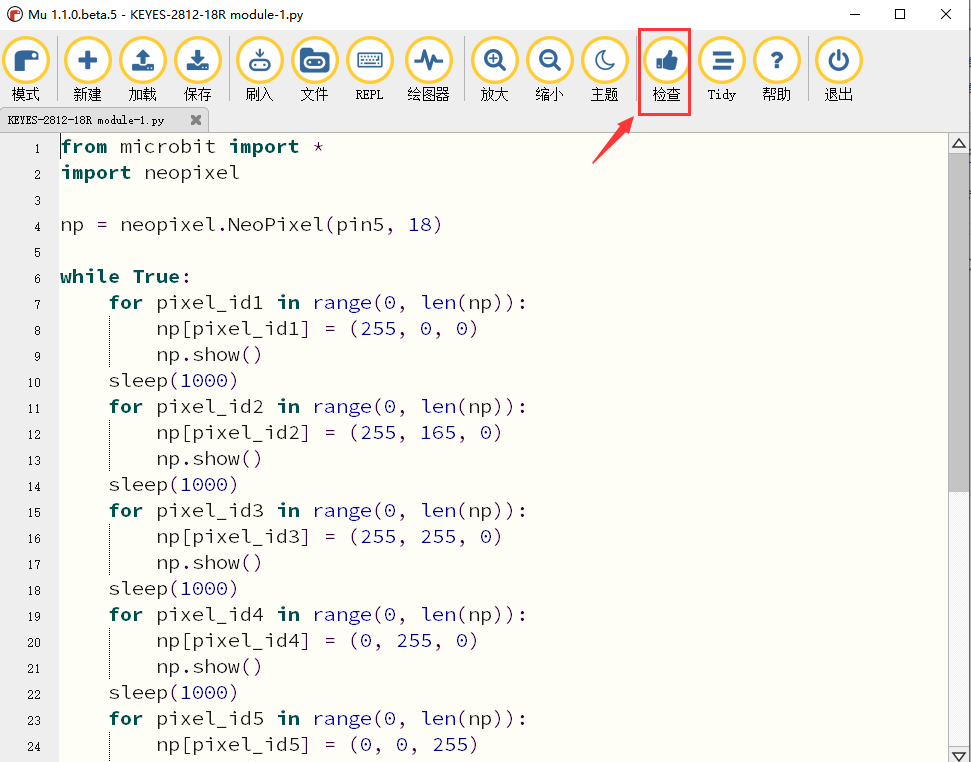 Mu 1.1.0.beta.5 - KEYES-2812-18R module-1.py
模式 新建 加载 保存 刷入 文件 REPL 绘图器 放大 缩小 主题 检查 Tidy 帮助 退出
KEYES-2812-18R module-1.py
1 from microbit import *
2 import neopixel
3
4 np = neopixel.NeoPixel(pin5, 18)
5
6 while True:
7     for pixel_id1 in range(0, len(np)):
8         np[pixel_id1] = (255, 0, 0)
9         np.show()
10     sleep(1000)
11     for pixel_id2 in range(0, len(np)):
12         np[pixel_id2] = (255, 165, 0)
13         np.show()
14     sleep(1000)
15     for pixel_id3 in range(0, len(np)):
16         np[pixel_id3] = (255, 255, 0)
17         np.show()
18     sleep(1000)
19     for pixel_id4 in range(0, len(np)):
20         np[pixel_id4] = (0, 255, 0)
21         np.show()
22     sleep(1000)
23     for pixel_id5 in range(0, len(np)):
24         np[pixel_id5] = (0, 0, 255)